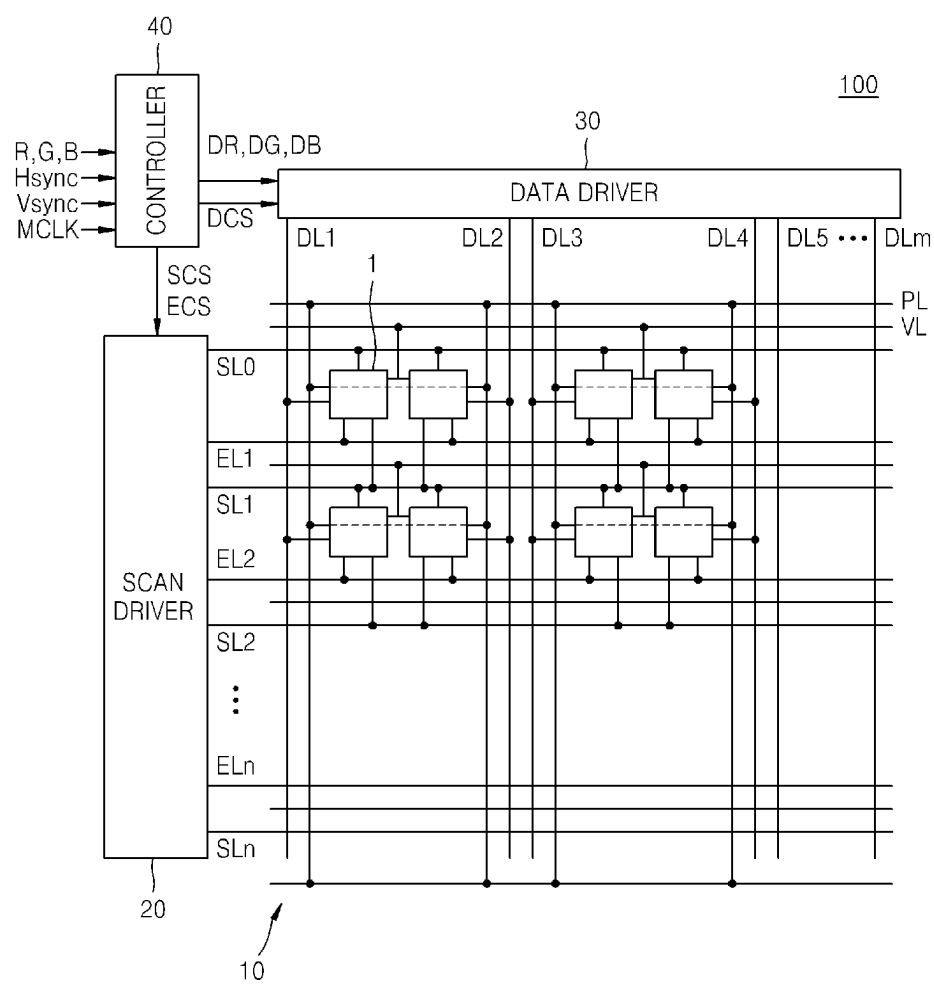 40
100
CONTROLLER
30
R,G,B
Hsync
Vsync
MCLK
DR,DG,DB
DCS
DATA DRIVER
DL1
DL2
DL3
DL4
DL5 ••• DLm
SCS
ECS
1
PL
VL
SL0
EL1
SL1
EL2
SCAN
DRIVER
SL2
ELn
SLn
20
10